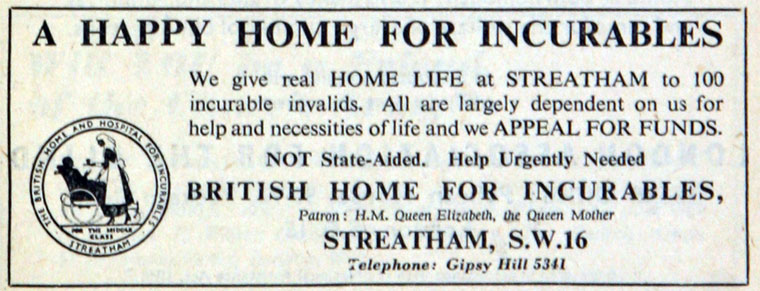 A HAPPY HOME FOR INCURABLES
We give real HOME LIFE at STREATHAM to 100
incurable invalids. All are largely dependent on us for
help and necessities of life and we APPEAL FOR FUNDS.
NOT State-Aided. Help Urgently Needed
BRITISH HOME FOR INCURABLES,
Patron: H.M. Queen Elizabeth, the Queen Mother
STREATHAM, S.W.16
Telephone: Gipsy Hill 5341
THE BRITISH HOME AND HOSPITAL FOR INCURABLES
FOR THE MIDDLE
CLASS
STREATHAM